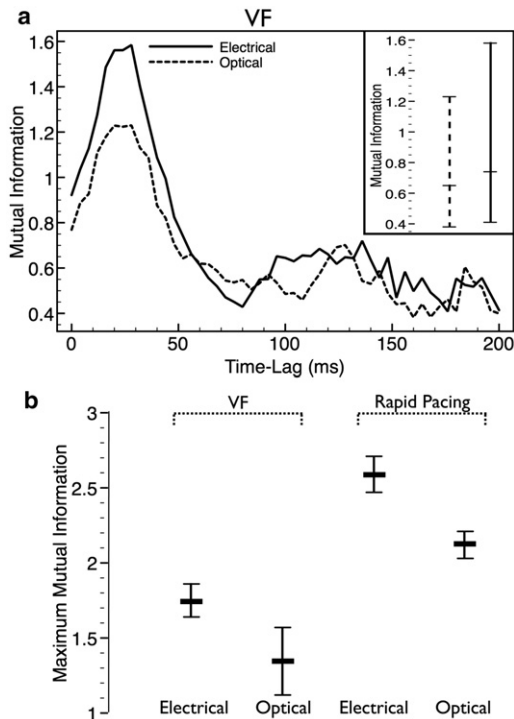 a
VF
Electrical
Optical
Mutual Information
1.6
1.4
1.2
1
0.8
0.6
0.4
0
50
100
150
200
Time-Lag (ms)
Mutual Information
1.6
1.4
1.2
1
0.8
0.6
0.4
b
VF
Rapid Pacing
Maximum Mutual Information
3
2.5
2
1.5
1
Electrical
Optical
Electrical
Optical